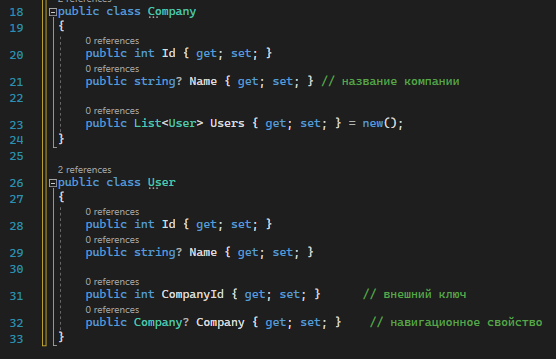 2 references
18 public class Company
19 {
0 references
20 public int Id { get; set; }
0 references
21 public string? Name { get; set; } // название компании
22
0 references
23 public List<User> Users { get; set; } = new();
24 }
25
2 references
26 public class User
27 {
0 references
28 public int Id { get; set; }
0 references
29 public string? Name { get; set; }
30
0 references
31 public int CompanyId { get; set; } // внешний ключ
0 references
32 public Company? Company { get; set; } // навигационное свойство
33 }